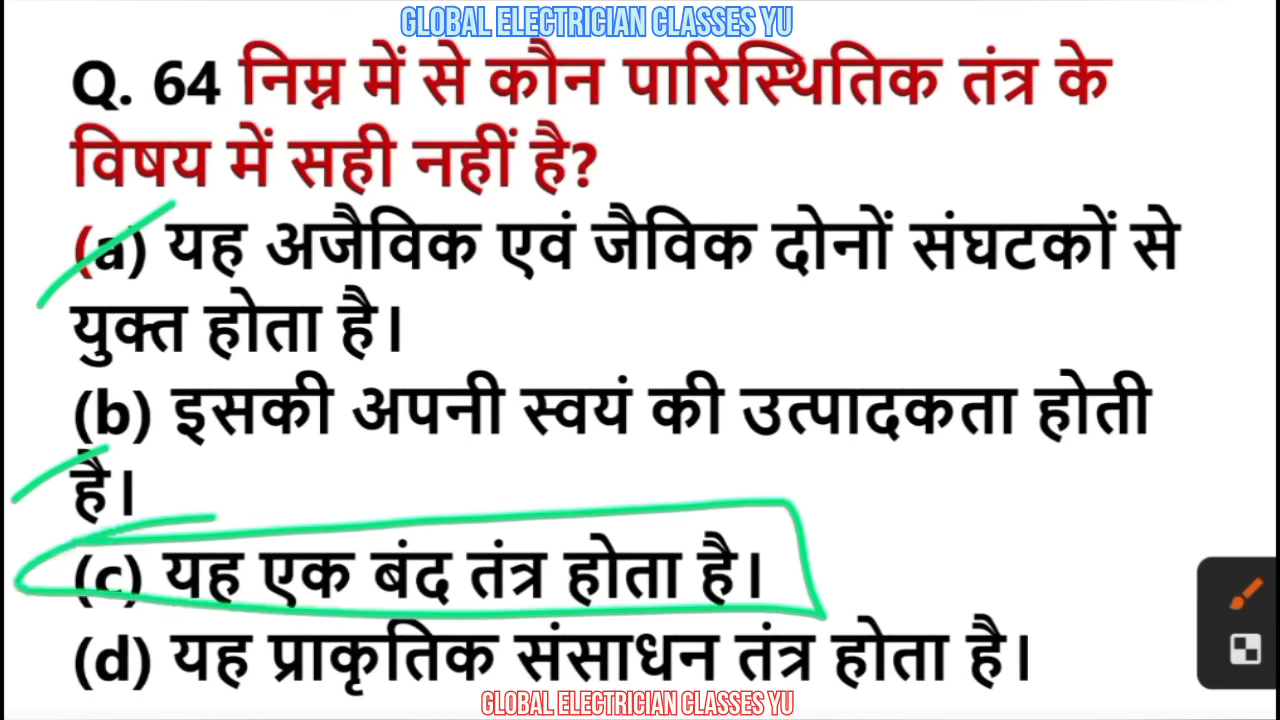 GLOBAL ELECTRICIAN CLASSES YU
Q. 64 निम्न में से कौन पारिस्थितिक तंत्र के
विषय में सही नहीं है?
(a) यह अजैविक एवं जैविक दोनों संघटकों से
युक्त होता है।
(b) इसकी अपनी स्वयं की उत्पादकता होती
है।
(c) यह एक बंद तंत्र होता है।
(d) यह प्राकृतिक संसाधन तंत्र होता है।
GLOBAL ELECTRICIAN CLASSES YU